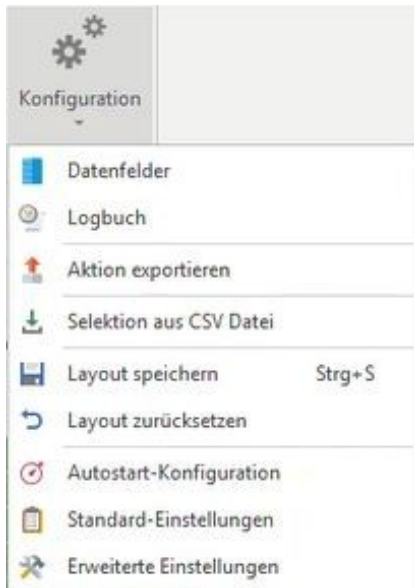 Konfiguration
Datenfelder
Logbuch
Aktion exportieren
Selektion aus CSV Datei
Layout speichern Strg+S
Layout zurücksetzen
Autostart-Konfiguration
Standard-Einstellungen
Erweiterte Einstellungen